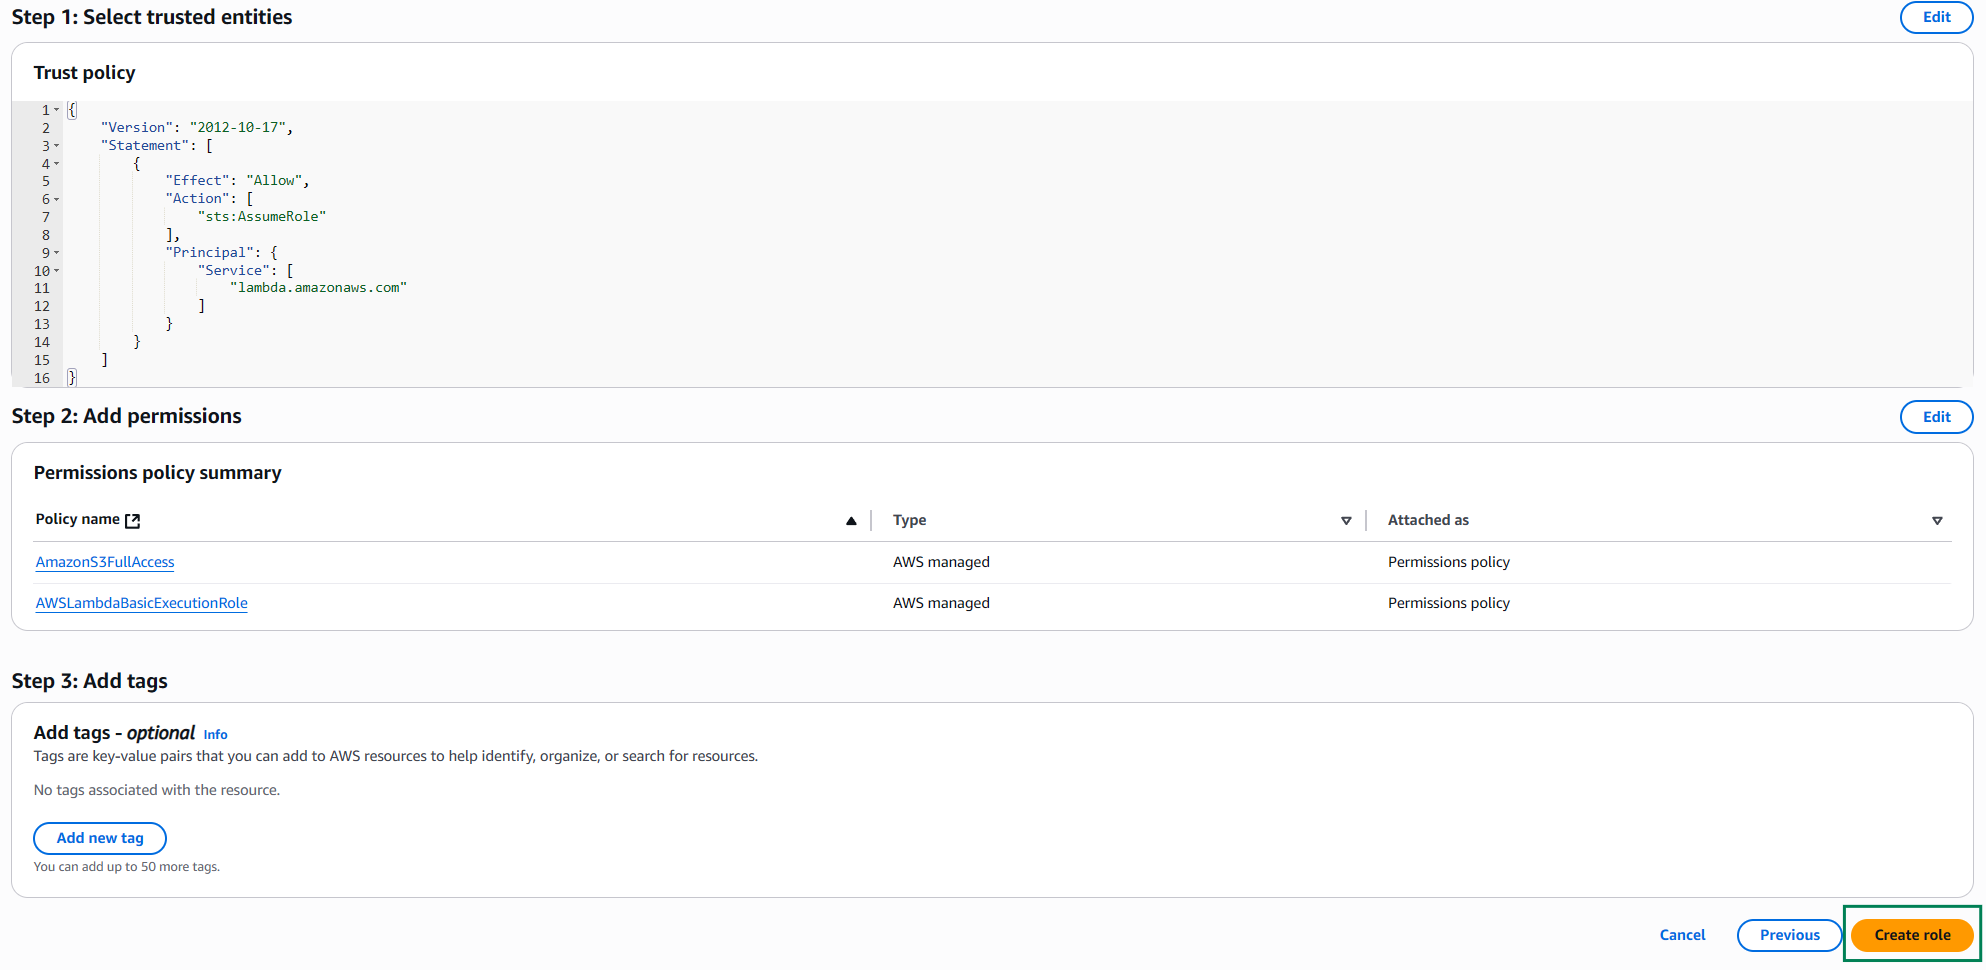 Step 1: Select trusted entities
Edit
Trust policy
1 {
2 "Version": "2012-10-17",
3 "Statement": [
4 {
5 "Effect": "Allow",
6 "Action": [
7 "sts:AssumeRole"
8 ],
9 "Principal": {
10 "Service": [
11 "lambda.amazonaws.com"
12 ]
13 }
14 }
15 ]
16 }
Step 2: Add permissions
Edit
Permissions policy summary
Policy name Type Attached as
AmazonS3FullAccess AWS managed Permissions policy
AWSLambdaBasicExecutionRole AWS managed Permissions policy
Step 3: Add tags
Add tags - optional Info
Tags are key-value pairs that you can add to AWS resources to help identify, organize, or search for resources.
No tags associated with the resource.
Add new tag
You can add up to 50 more tags.
Cancel Previous Create role